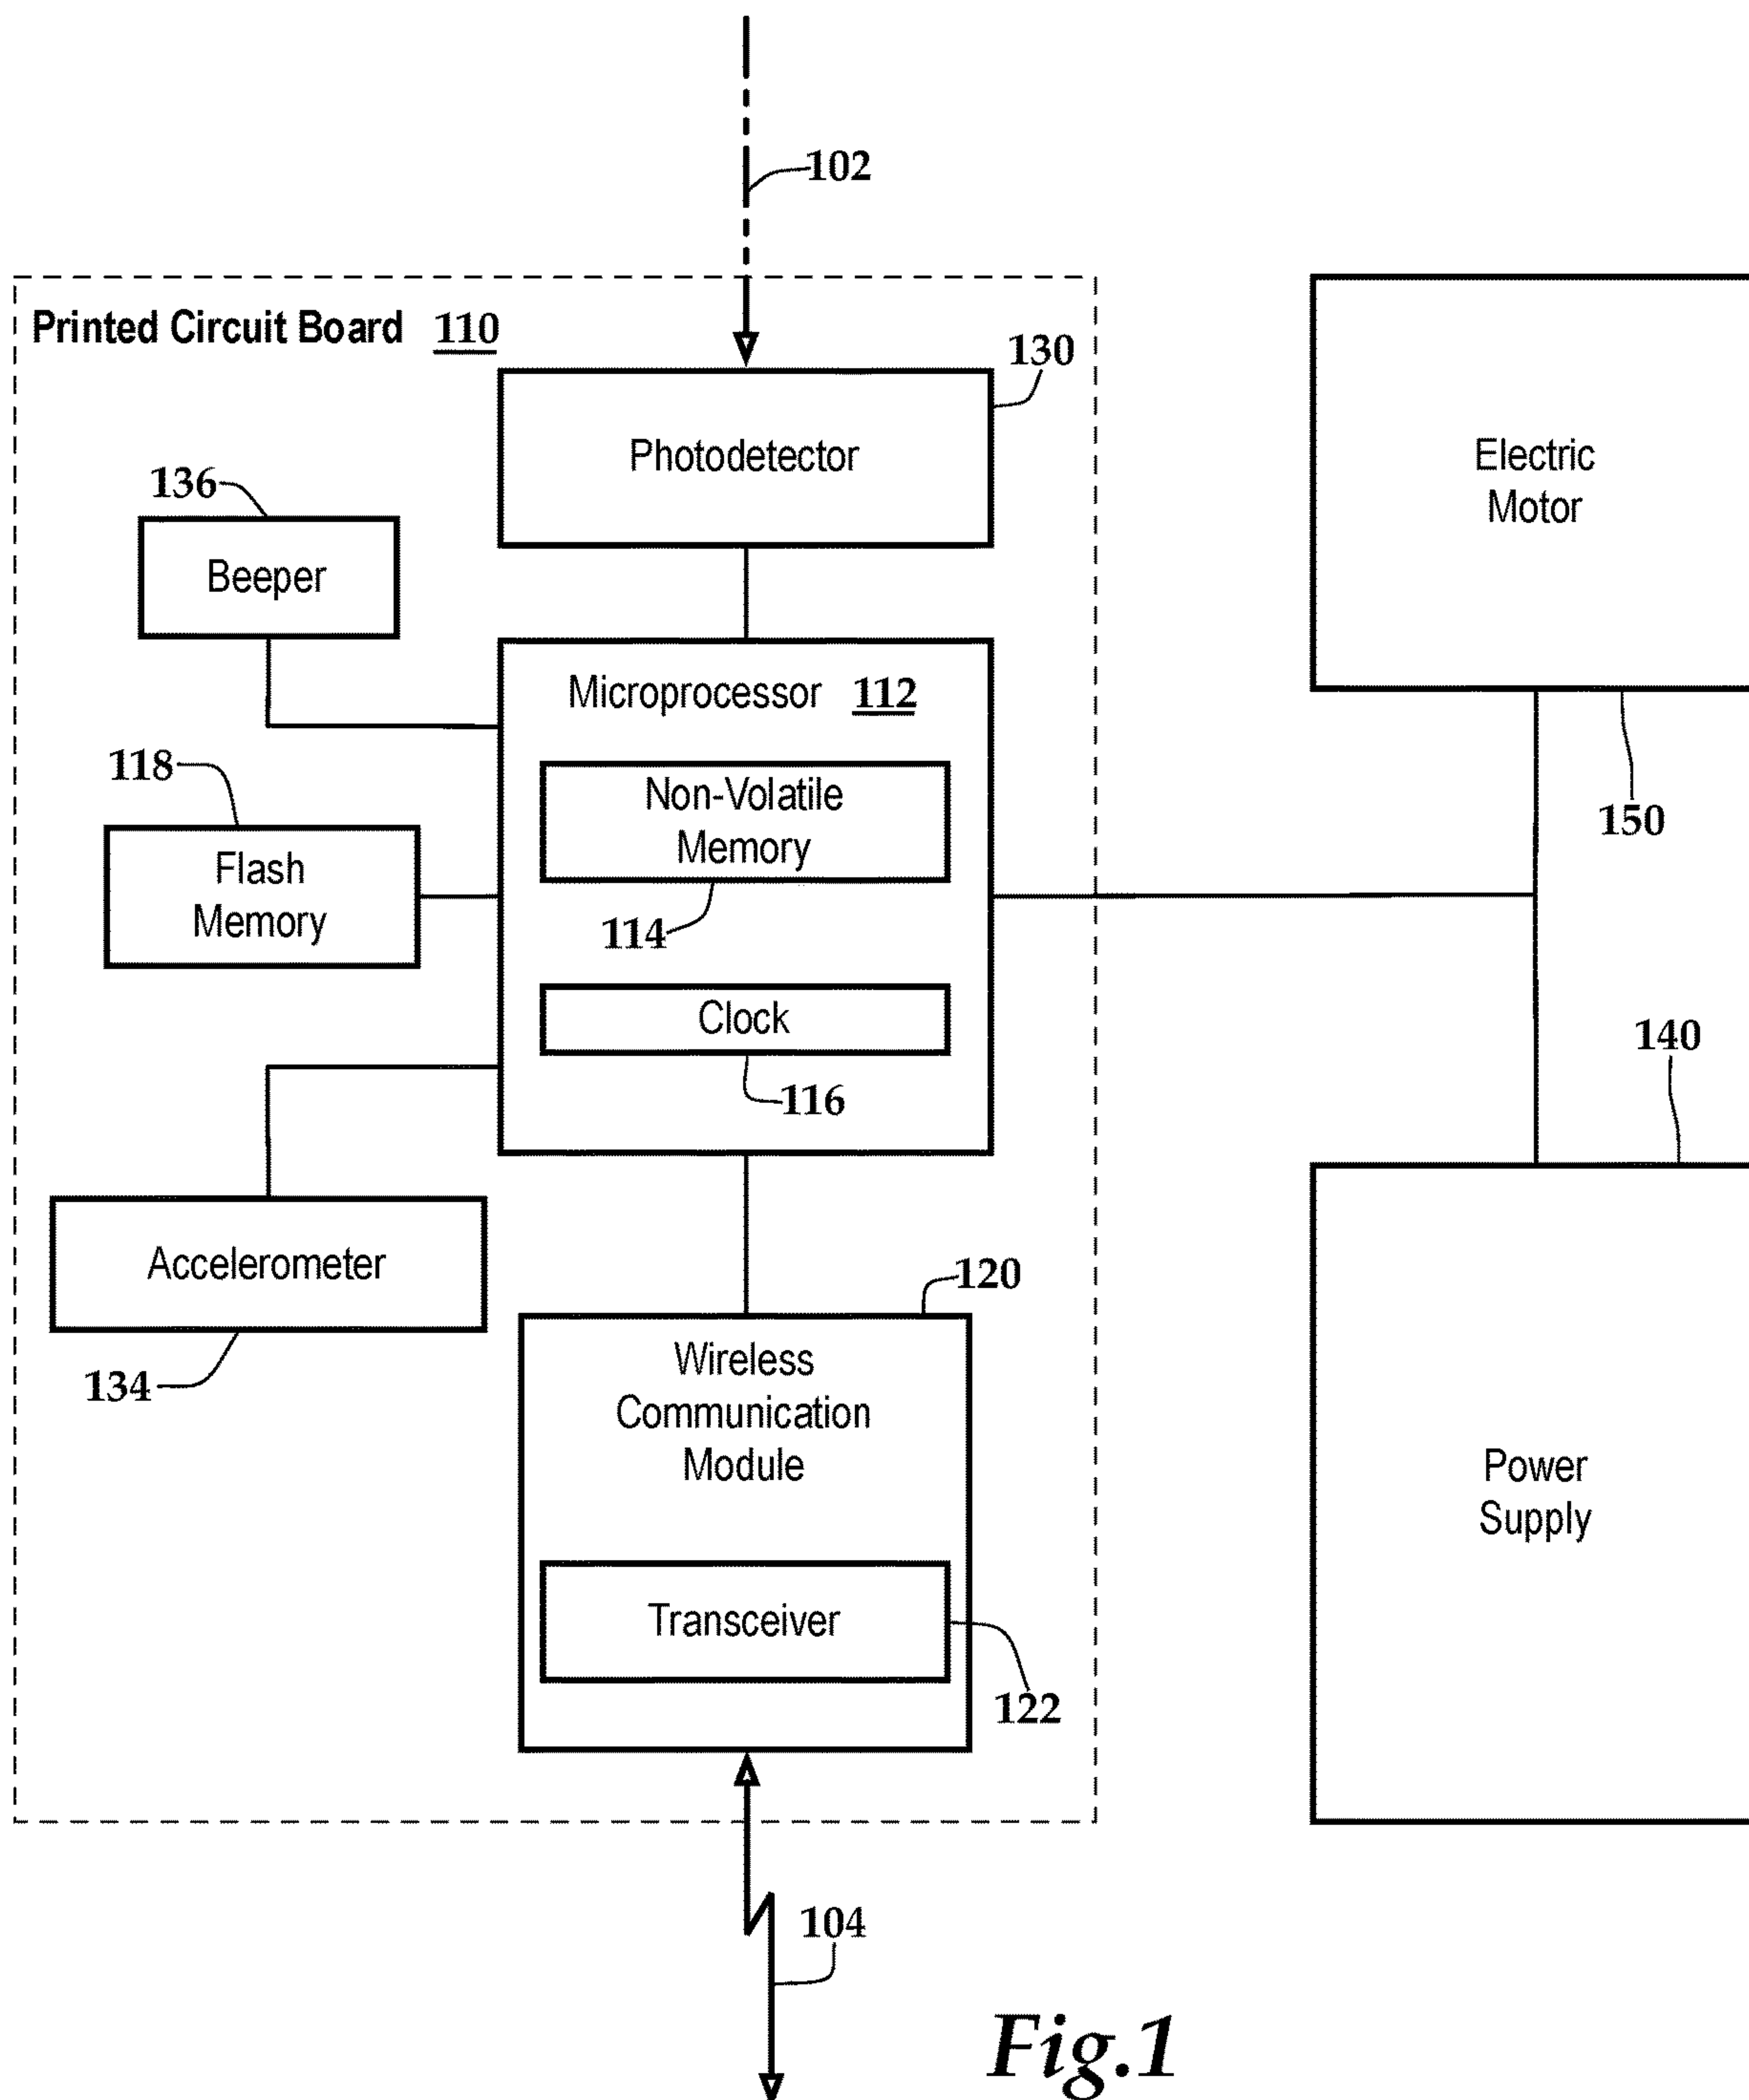 102
Printed Circuit Board 110
130
Photodetector
Electric
Motor
136
Beeper
Microprocessor 112
118
Non-Volatile
Memory
150
Flash
Memory
114
Clock
140
116
Accelerometer
120
134
Wireless
Communication
Module
Power
Supply
Transceiver
122
104
Fig.1